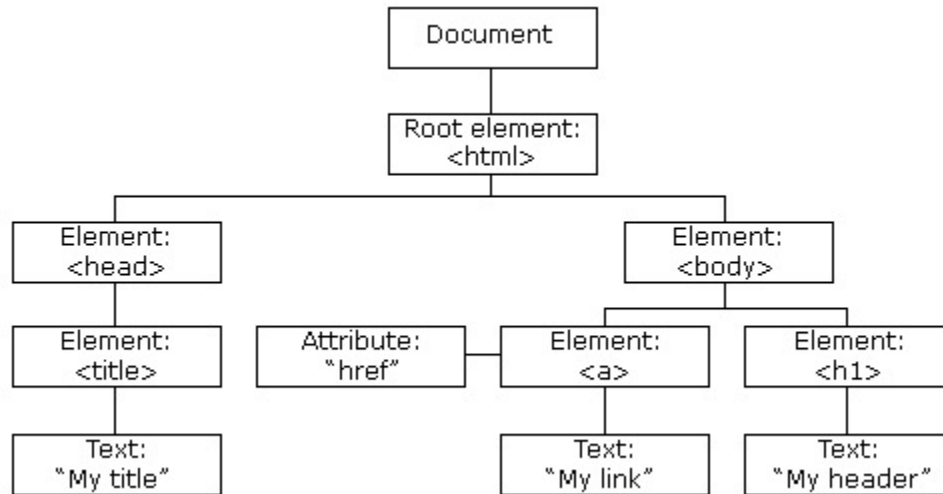 Document
Root element:
<html>
Element:
<head>
Element:
<body>
Element:
<title>
Attribute:
“href”
Element:
<a>
Element:
<h1>
Text:
“My title”
Text:
“My link”
Text:
“My header”